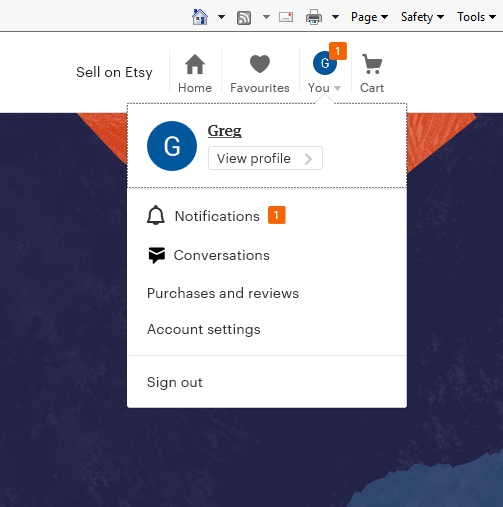 Page Safety Tools
1
Sell on Etsy
G
Home Favourites You Cart
G
Greg
View profile
Notifications 1
Conversations
Purchases and reviews
Account settings
Sign out